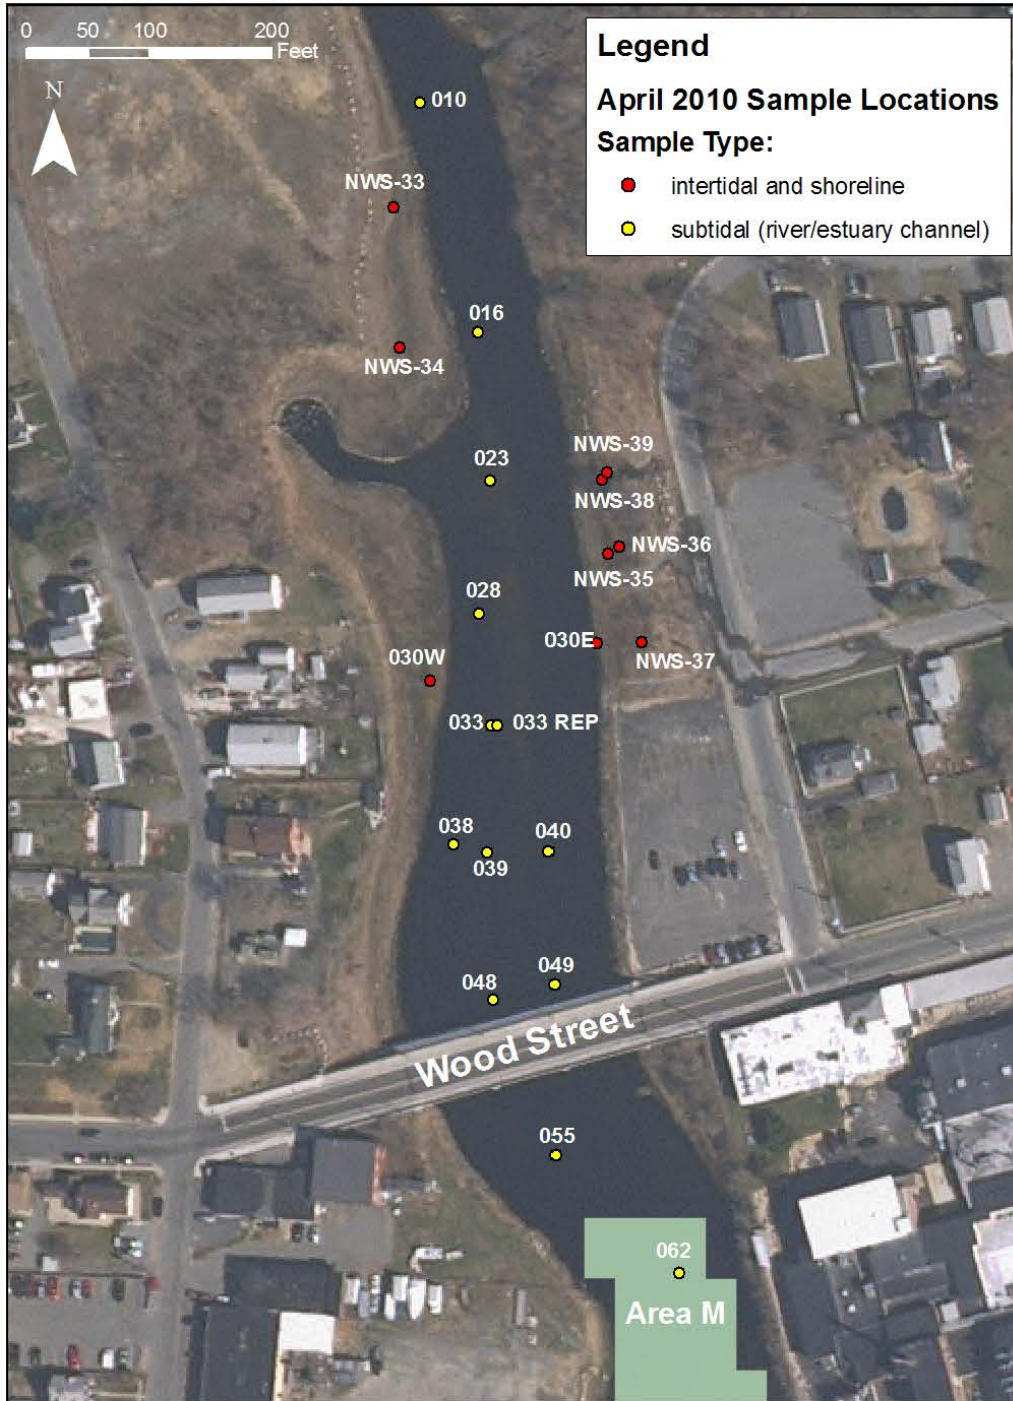 0 50 100 200
Feet
Legend
April 2010 Sample Locations
Sample Type:
intertidal and shoreline
subtidal (river/estuary channel)
N
010
NWS-33
016
NWS-34
NWS-39
023
NWS-38
NWS-36
NWS-35
028
030E
030W
NWS-37
033
033 REP
038
040
039
049
048
Wood Street
055
062
Area M